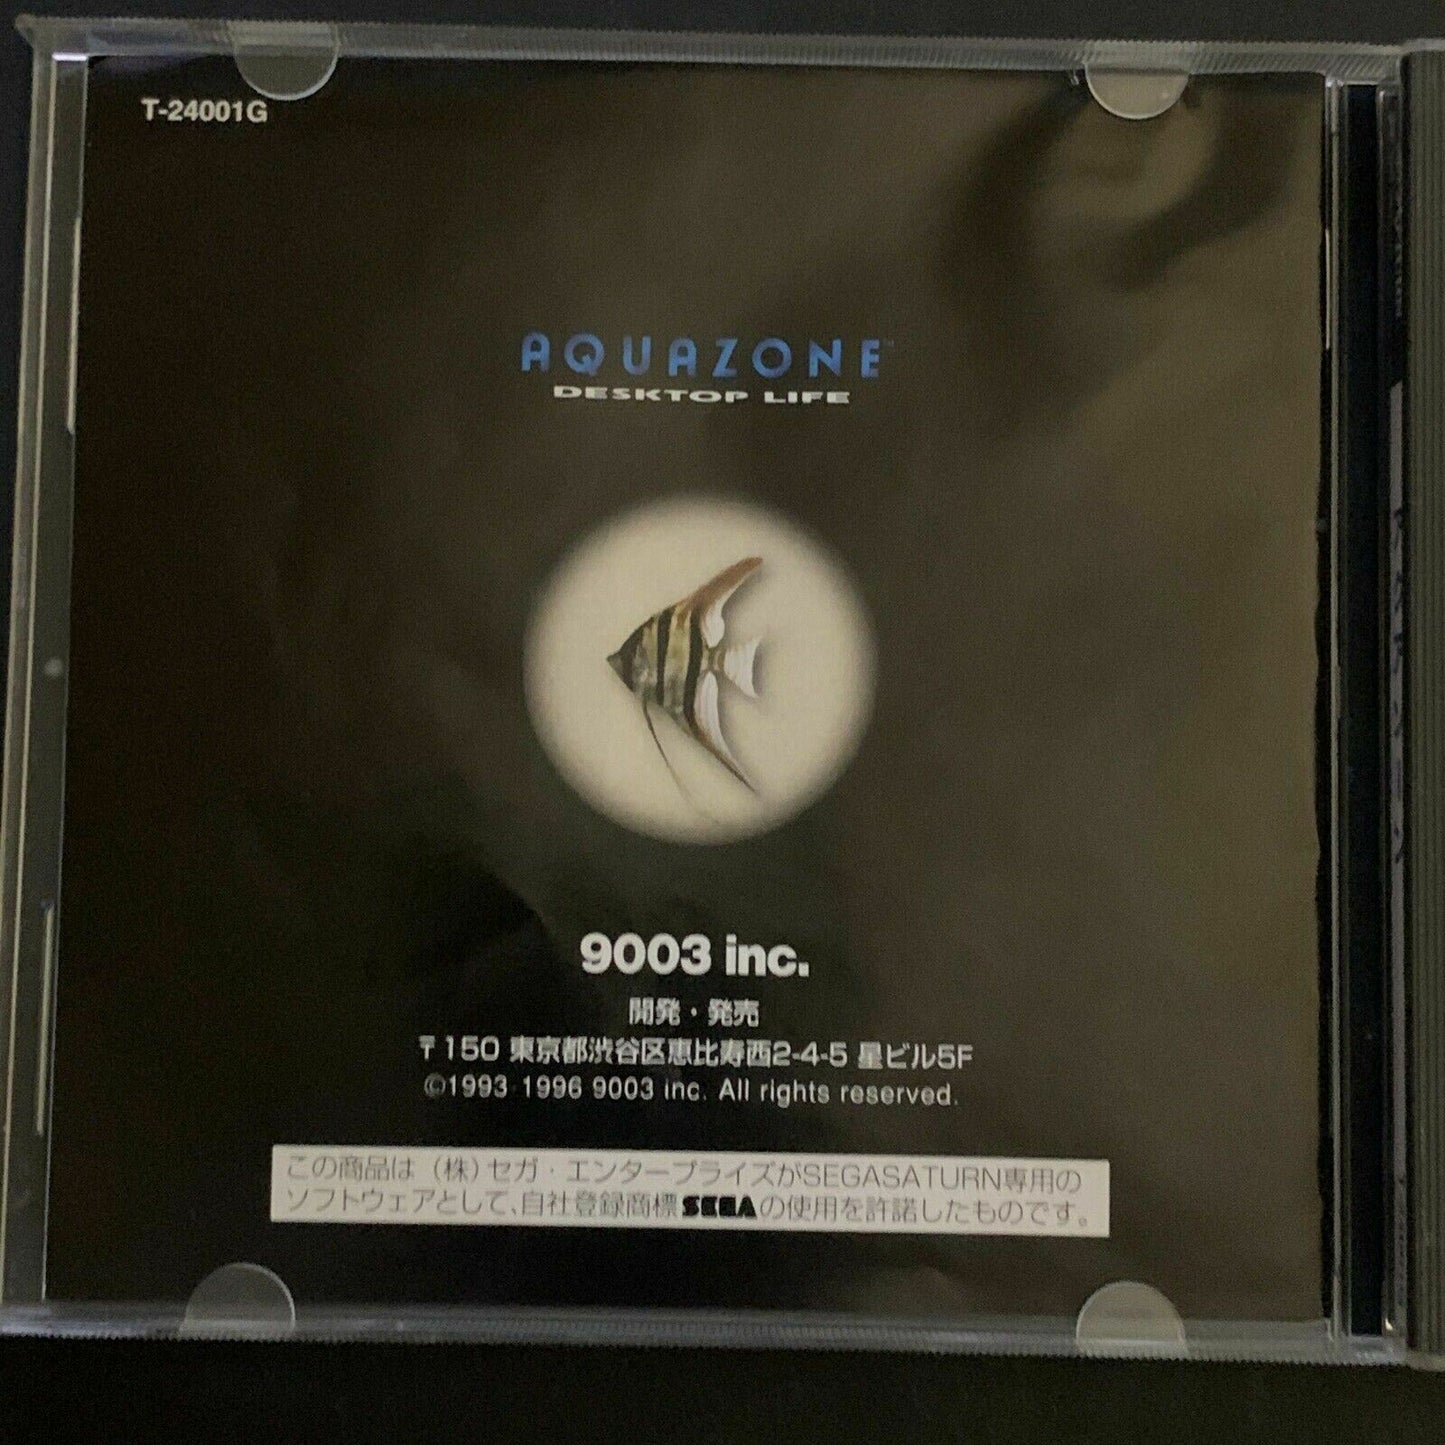 T-24001G
AQUAZONE™
DESKTOP LIFE
9003 inc.
開発・発売
〒150 東京都渋谷区恵比寿西2-4-5 星ビル5F
©1993 1996 9003 inc. All rights reserved.
この商品は（株）セガ・エンタープライズがSEGASATURN専用の
ソフトウェアとして、自社登録商標SEGAの使用を許諾したものです。